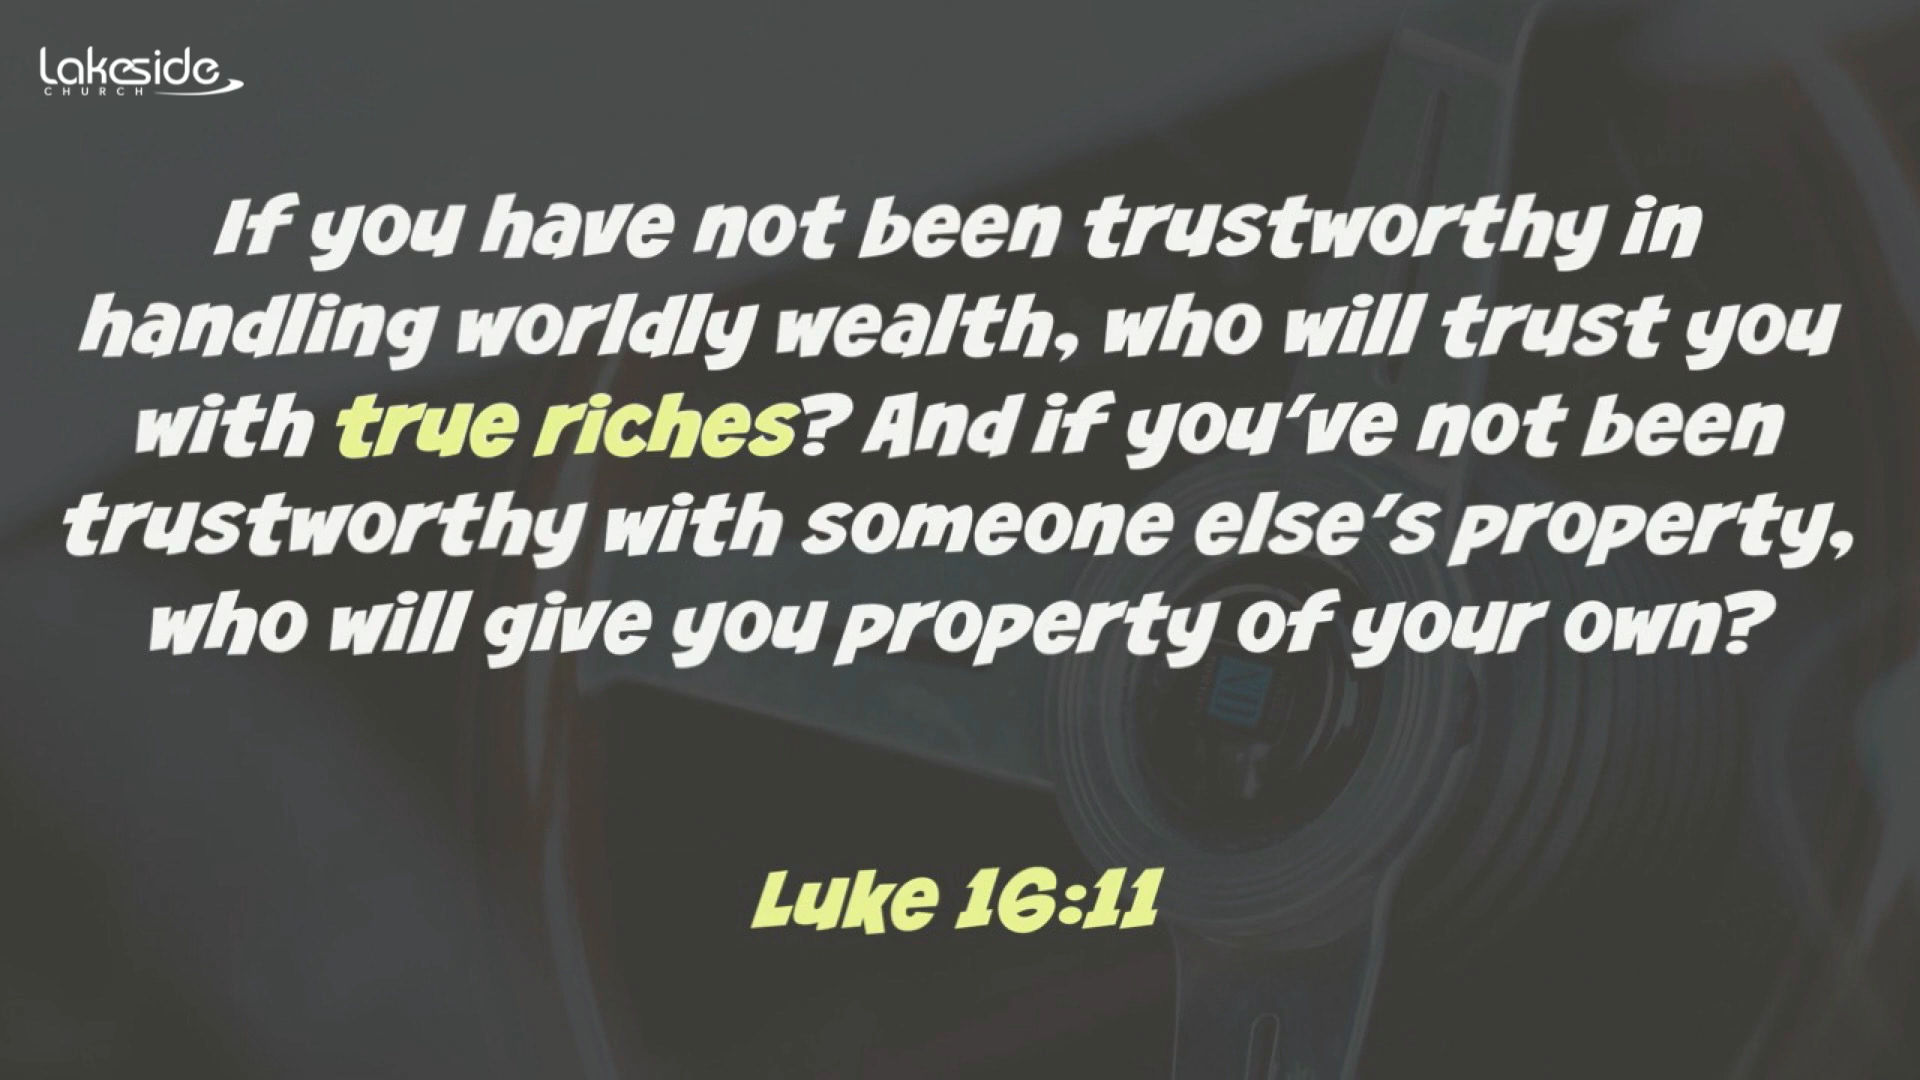 Lakeside
CHURCH
If you have not been trustworthy in
handling worldly wealth, who will trust you
with true riches? And if you've not been
trustworthy with someone else's property,
who will give you property of your own?
Luke 16:11